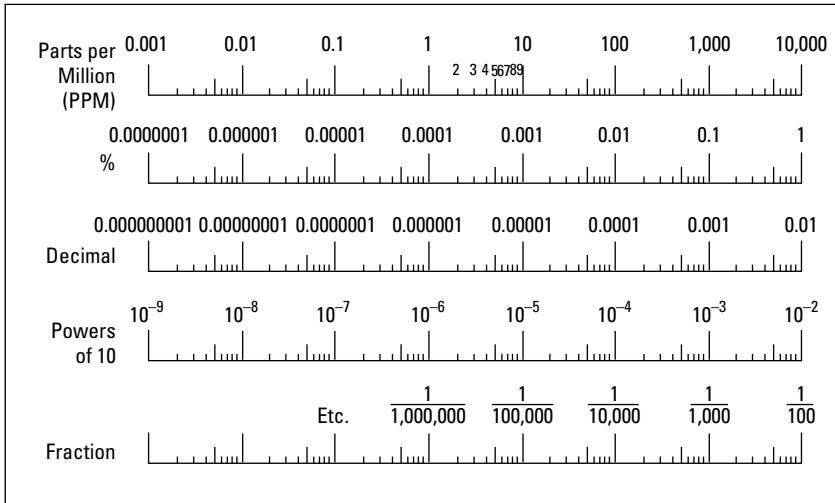 Parts per Million (PPM)
0.001 0.01 0.1 1 10 100 1,000 10,000
2 3 4 5 6 7 8 9
%
0.0000001 0.000001 0.00001 0.0001 0.001 0.01 0.1 1
Decimal
0.000000001 0.00000001 0.0000001 0.000001 0.00001 0.0001 0.001 0.01
Powers of 10
10⁻⁹ 10⁻⁸ 10⁻⁷ 10⁻⁶ 10⁻⁵ 10⁻⁴ 10⁻³ 10⁻²
Fraction
Etc. 1/1,000,000 1/100,000 1/10,000 1/1,000 1/100